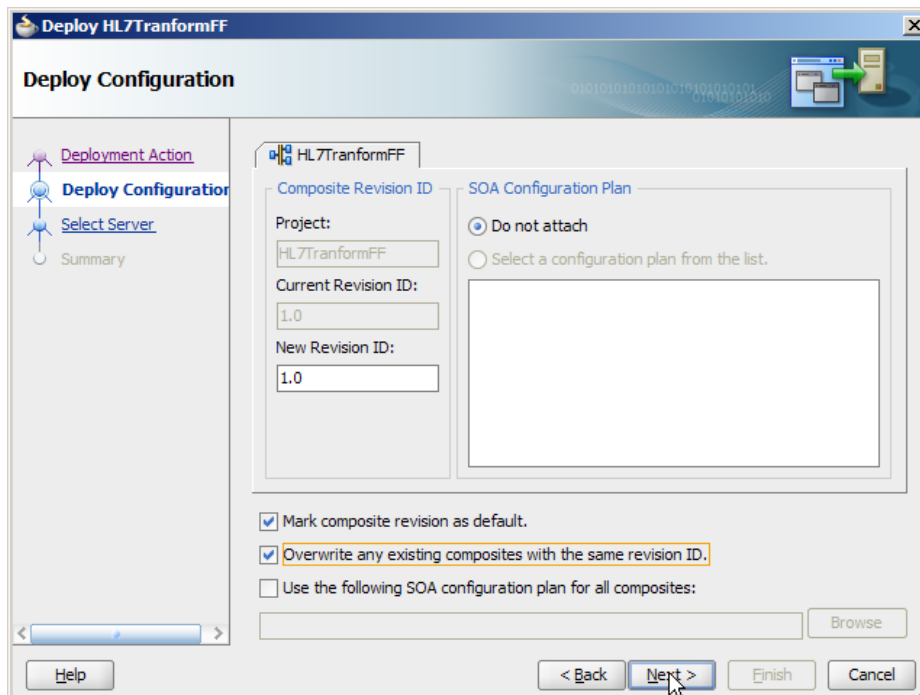 Deploy HL7TranformFF
Deploy Configuration
Deployment Action
Deploy Configuration
Select Server
Summary
HL7TranformFF
Composite Revision ID
Project:
HL7TranformFF
Current Revision ID:
1.0
New Revision ID:
1.0
SOA Configuration Plan
Do not attach
Select a configuration plan from the list.
Mark composite revision as default.
Overwrite any existing composites with the same revision ID.
Use the following SOA configuration plan for all composites:
Browse
Help
< Back
Next >
Finish
Cancel